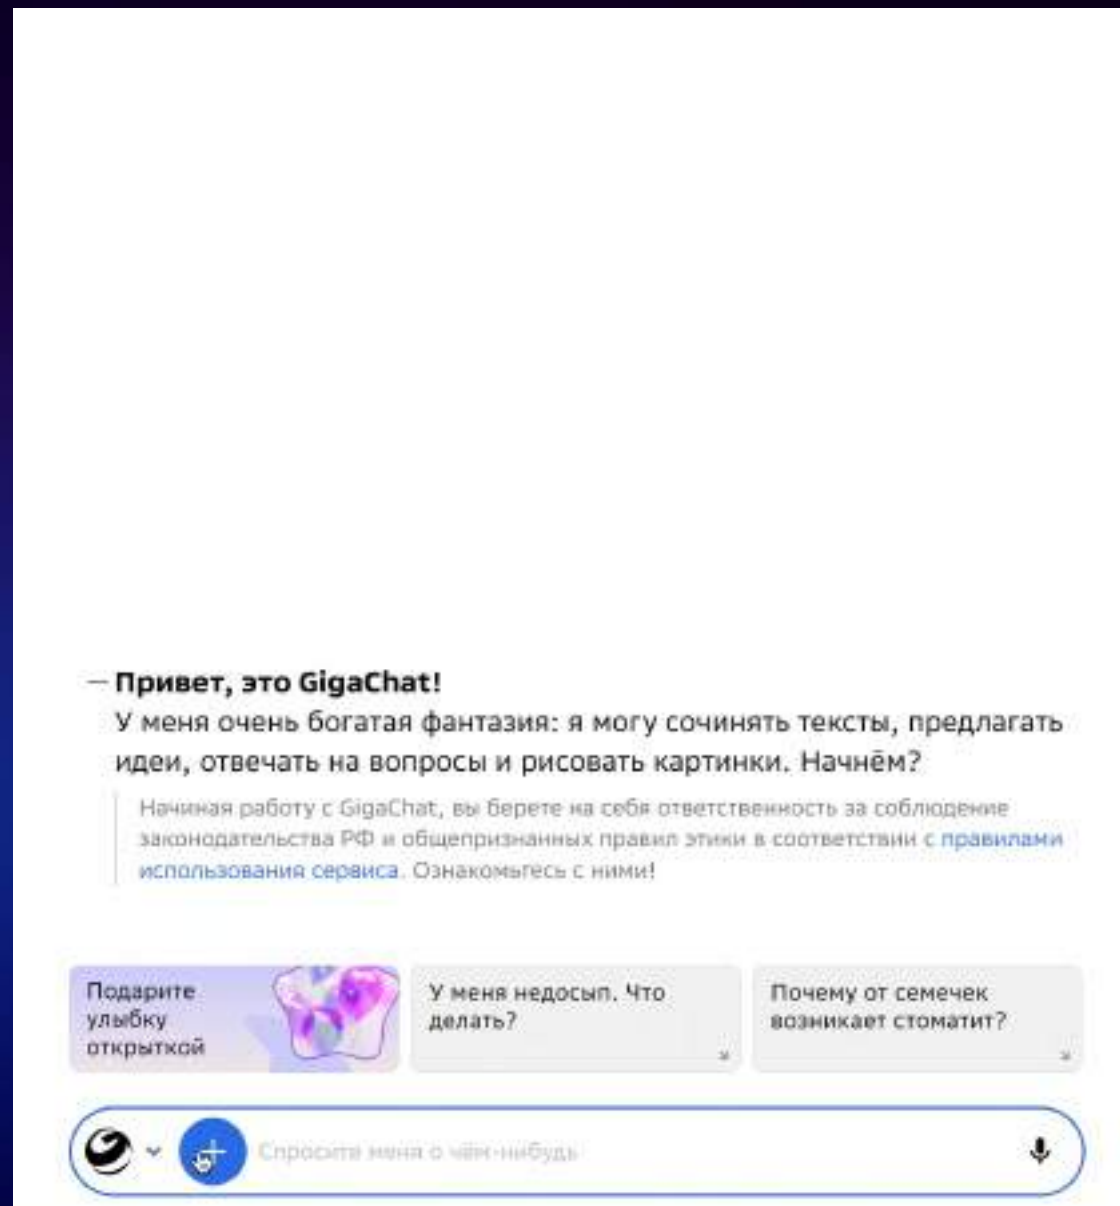 Привет, это GigaChat!
У меня очень богатая фантазия: я могу сочинять тексты, предлагать
идеи, отвечать на вопросы и рисовать картинки. Начнём?
Начиная работу с GigaChat, вы берете на себя ответственность за соблюдение
законодательства РФ и общепризнанных правил этики в соответствии с правилами
использования сервиса. Ознакомьтесь с ними!
Подарите
улыбку
открыткой
У меня недосып. Что
делать?
Почему от семечек
возникает стоматит?
Спросите меня о чём-нибудь